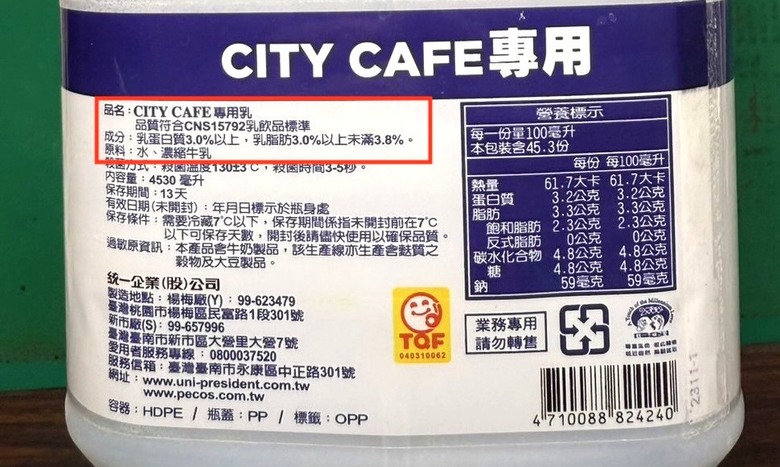 CITY CAFE專用
品名：CITY CAFE專用乳
品質符合CNS15792乳飲品標準
成分：乳蛋白質3.0%以上，乳脂肪3.0%以上未滿3.8%。
原料：水、濃縮牛乳
殺菌方式：殺菌溫度130±3℃，殺菌時間3-5秒。
內容量：4530 毫升
保存期間：13天
有效日期(未開封)：年月日標示於瓶身處
保存條件：需要冷藏7℃以下，保存期間係指未開封前在7℃
以下可保存天數，開封後請儘快使用以確保品質。
過敏原資訊：本產品含牛奶製品，該生產線亦生產含麩質之
穀物及大豆製品。
統一企業(股)公司
製造地點：楊梅廠(Y)：99-623479
臺灣桃園市楊梅區民富路1段301號
新市廠(S)：99-657996
臺灣臺南市新市區大營里大營7號
愛用者服務專線：0800037520
服務信箱：臺灣臺南市永康區中正路301號
網址：www.uni-president.com.tw
www.pecos.com.tw
容器：HDPE / 瓶蓋：PP / 標籤：OPP
營養標示
每一份量100毫升
本包裝含45.3份
每份 每100毫升
熱量 61.7大卡 61.7大卡
蛋白質 3.2公克 3.2公克
脂肪 3.3公克 3.3公克
飽和脂肪 2.3公克 2.3公克
反式脂肪 0公克 0公克
碳水化合物 4.8公克 4.8公克
糖 4.8公克 4.8公克
鈉 59毫克 59毫克
TQF
040310062
業務專用
請勿轉售
4 710088 824240
2311-1